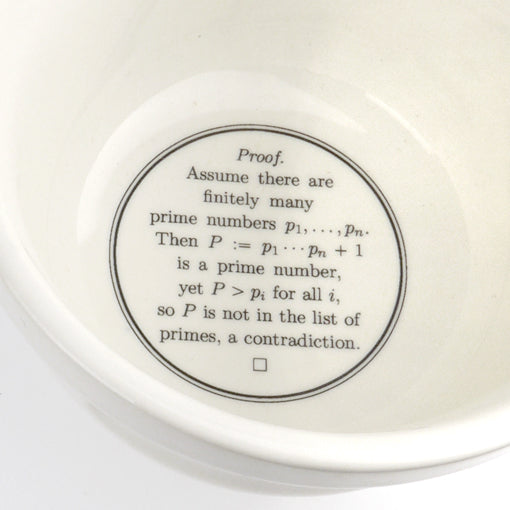 Proof.
Assume there are
finitely many
prime numbers p₁, . . . , pₙ.
Then P := p₁ ⋯ pₙ + 1
is a prime number,
yet P > pᵢ for all i,
so P is not in the list of
primes, a contradiction.
□